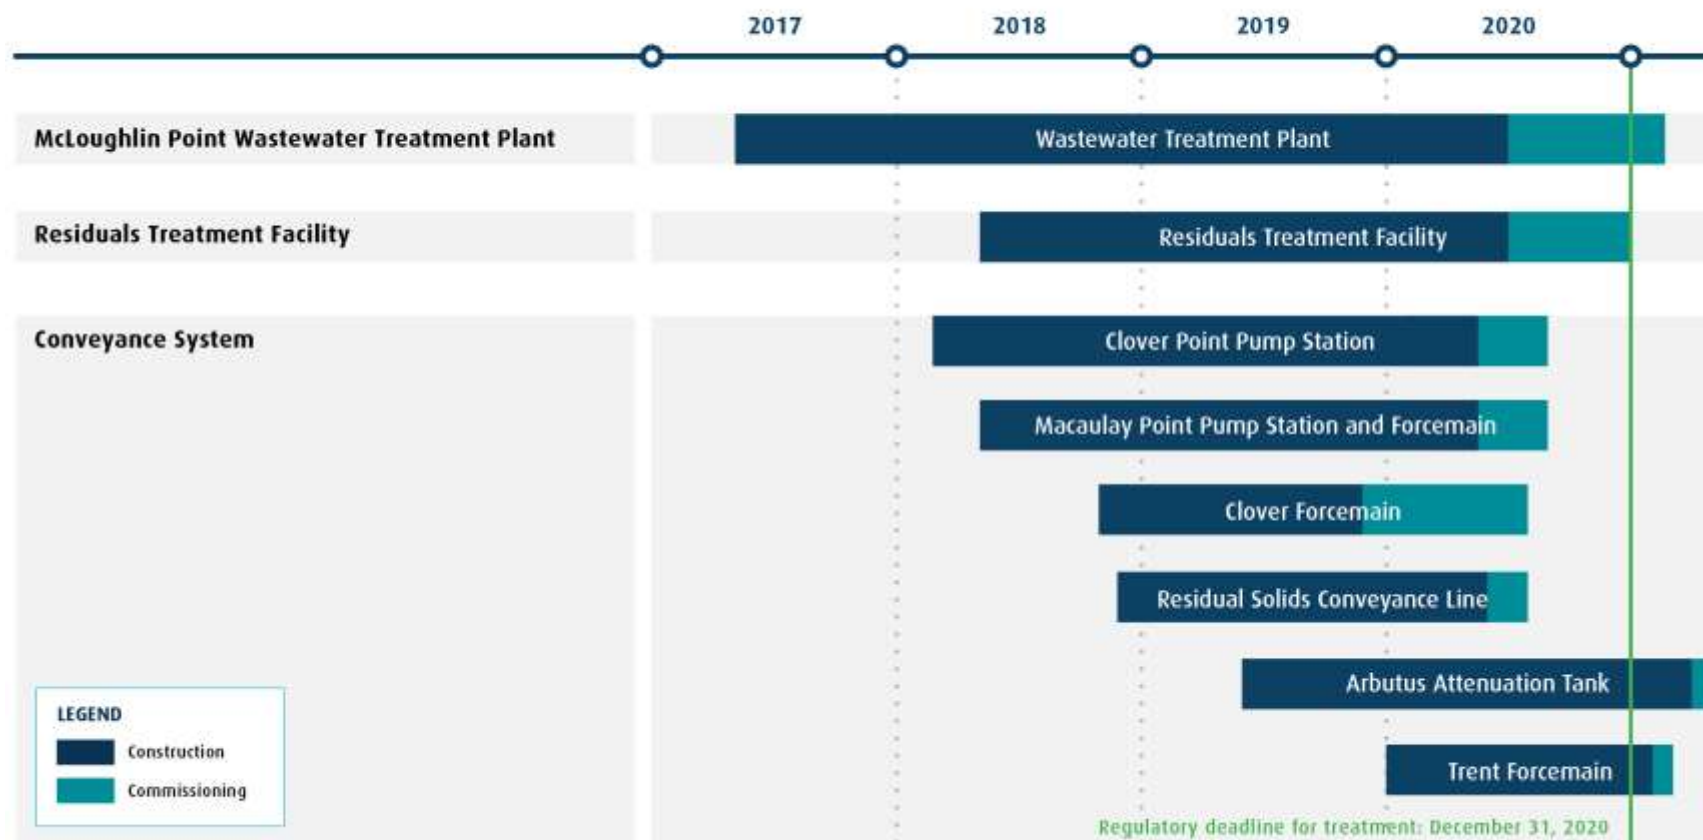 2017 2018 2019 2020
McLoughlin Point Wastewater Treatment Plant
Wastewater Treatment Plant
Residuals Treatment Facility
Residuals Treatment Facility
Conveyance System
Clover Point Pump Station
Macaulay Point Pump Station and Forcemain
Clover Forcemain
Residual Solids Conveyance Line
Arbutus Attenuation Tank
Trent Forcemain
LEGEND
Construction
Commissioning
Regulatory deadline for treatment: December 31, 2020